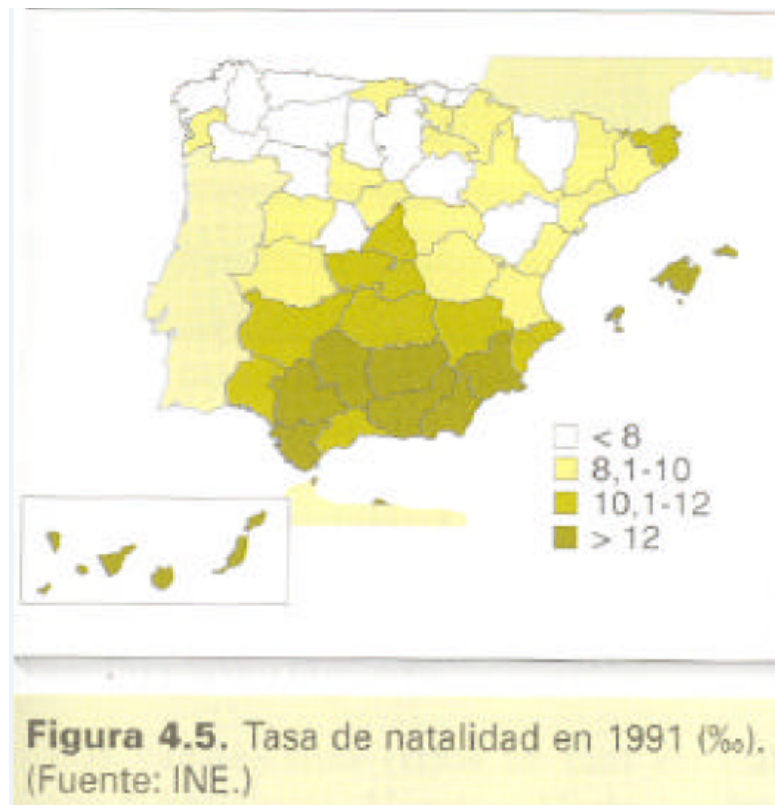 < 8
8,1-10
10,1-12
> 12
Figura 4.5. Tasa de natalidad en 1991 (‰).
(Fuente: INE.)